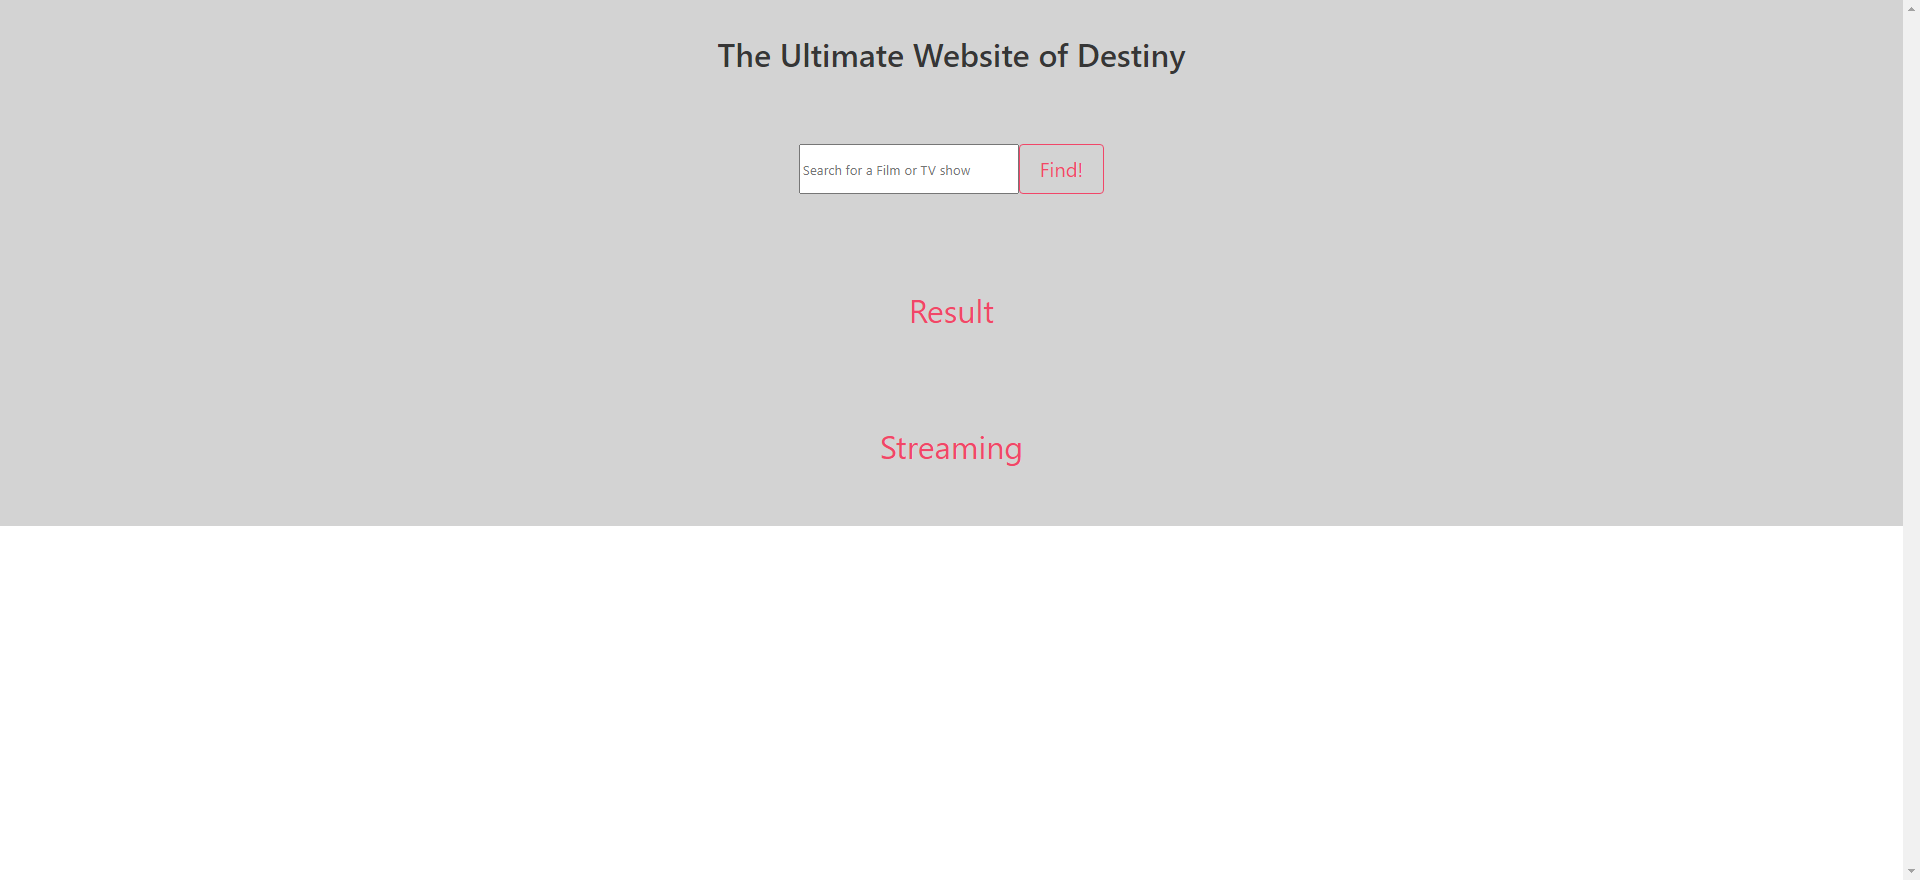 The Ultimate Website of Destiny
Search for a Film or TV show
Find!
Result
Streaming